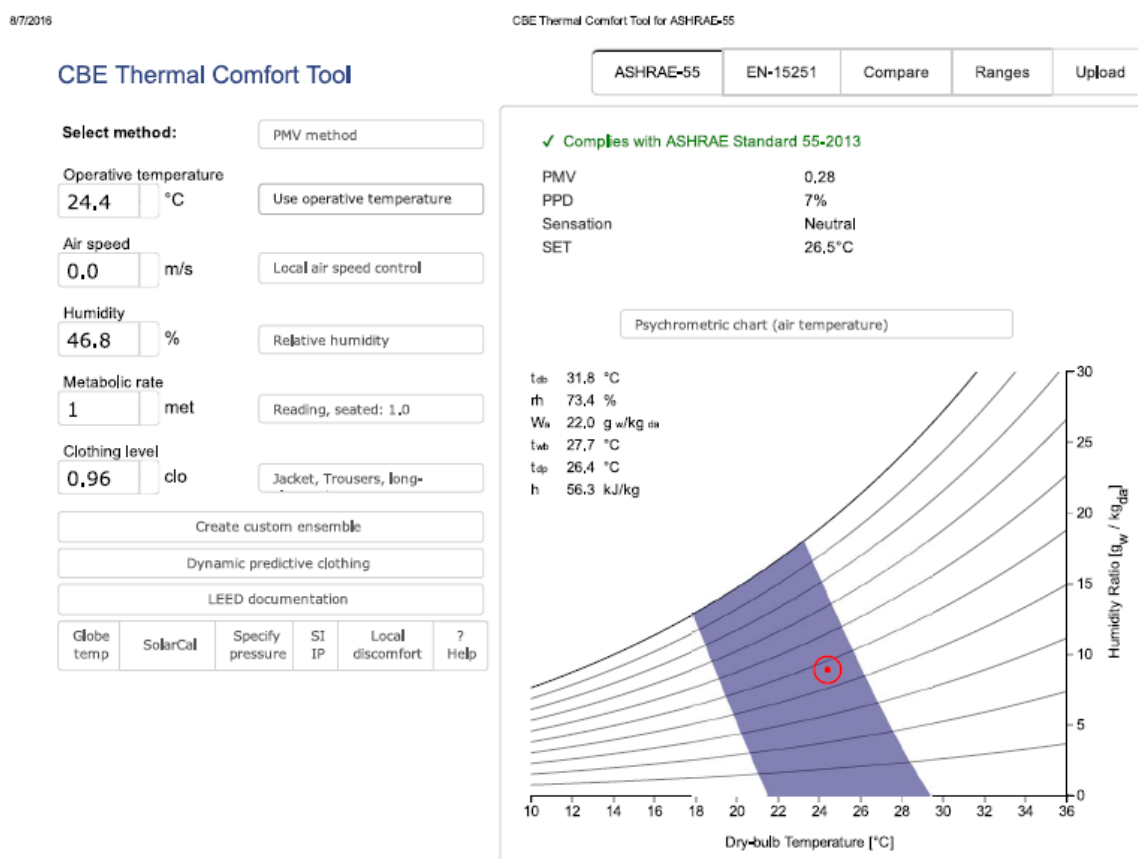 8/7/2016
CBE Thermal Comfort Tool for ASHRAE-55
CBE Thermal Comfort Tool
ASHRAE-55 EN-15251 Compare Ranges Upload
Select method:
PMV method
Operative temperature
24.4 °C
Use operative temperature
Air speed
0.0 m/s
Local air speed control
Humidity
46.8 %
Relative humidity
Metabolic rate
1 met
Reading, seated: 1.0
Clothing level
0.96 clo
Jacket, Trousers, long-
Create custom ensemble
Dynamic predictive clothing
LEED documentation
Globe temp
SolarCal
Specify pressure
SI IP
Local discomfort
? Help
✓ Complies with ASHRAE Standard 55-2013
PMV 0,28
PPD 7%
Sensation Neutral
SET 26,5°C
Psychrometric chart (air temperature)
tdb 31,8 °C
rh 73,4 %
Wa 22,0 g w/kg da
twb 27,7 °C
tdp 26,4 °C
h 56.3 kJ/kg
30
25
20
15
10
5
0
Humidity Ratio [gw / kgda]
10 12 14 16 18 20 22 24 26 28 30 32 34 36
Dry-bulb Temperature [°C]